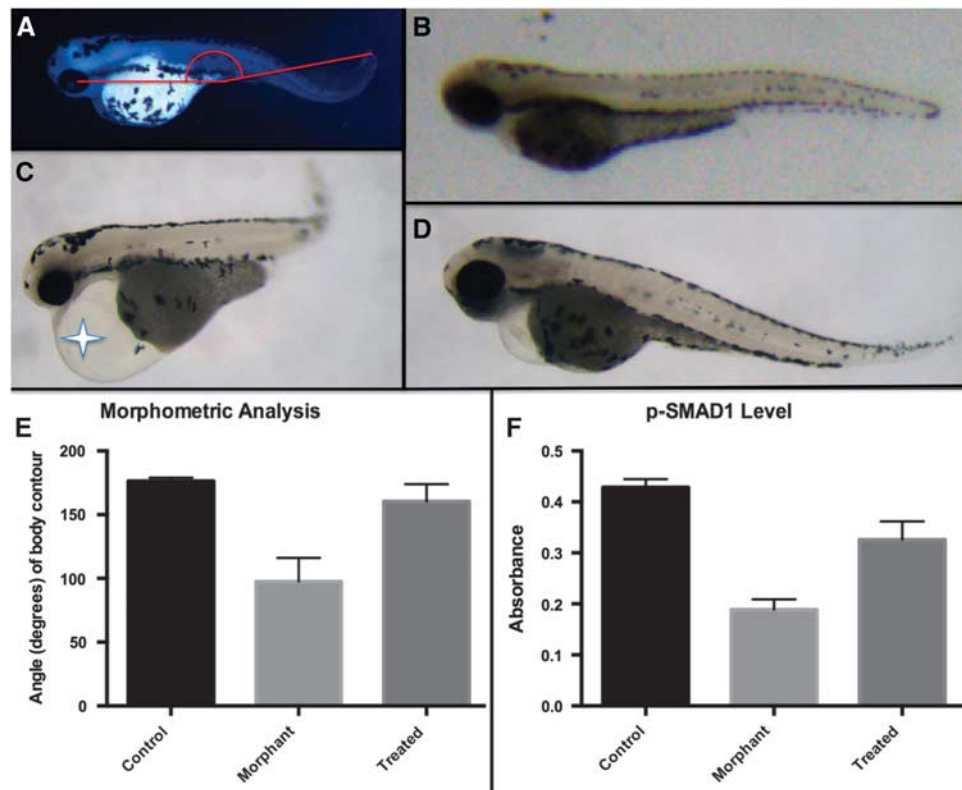 A
B
C
D
E
Morphometric Analysis
Angle (degrees) of body contour
200
150
100
50
0
Control
Morphant
Treated
F
p-SMAD1 Level
Absorbance
0.5
0.4
0.3
0.2
0.1
0.0
Control
Morphant
Treated